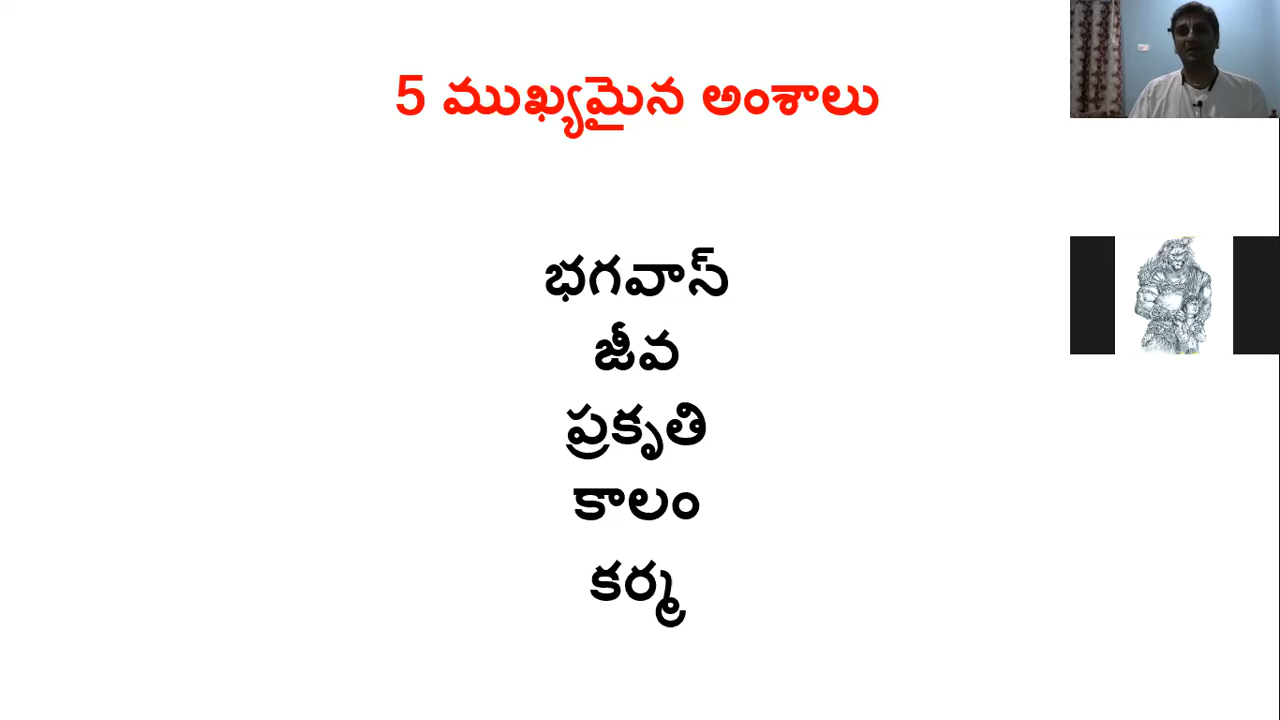 5 ముఖ్యమైన అంశాలు
భగవాన్
జీవ
ప్రకృతి
కాలం
కర్మ